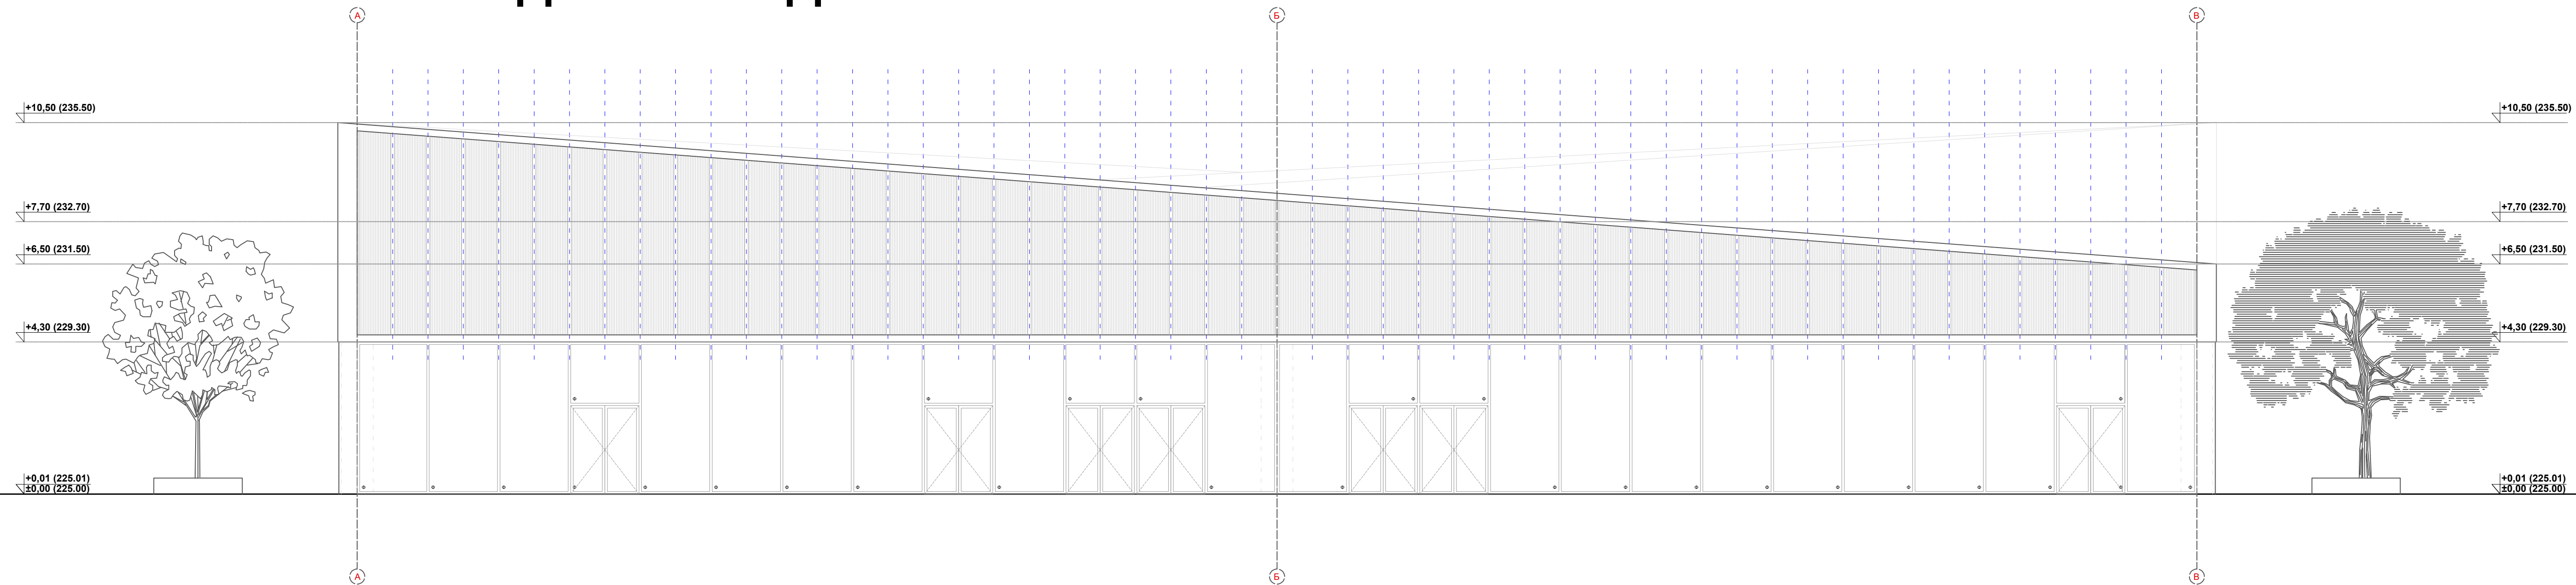 А Б В
+10,50 (235.50) +10,50 (235.50)
+7,70 (232.70) +7,70 (232.70)
+6,50 (231.50) +6,50 (231.50)
+4,30 (229.30) +4,30 (229.30)
+0,01 (225.01) +0,01 (225.01)
±0,00 (225.00) ±0,00 (225.00)
А Б В